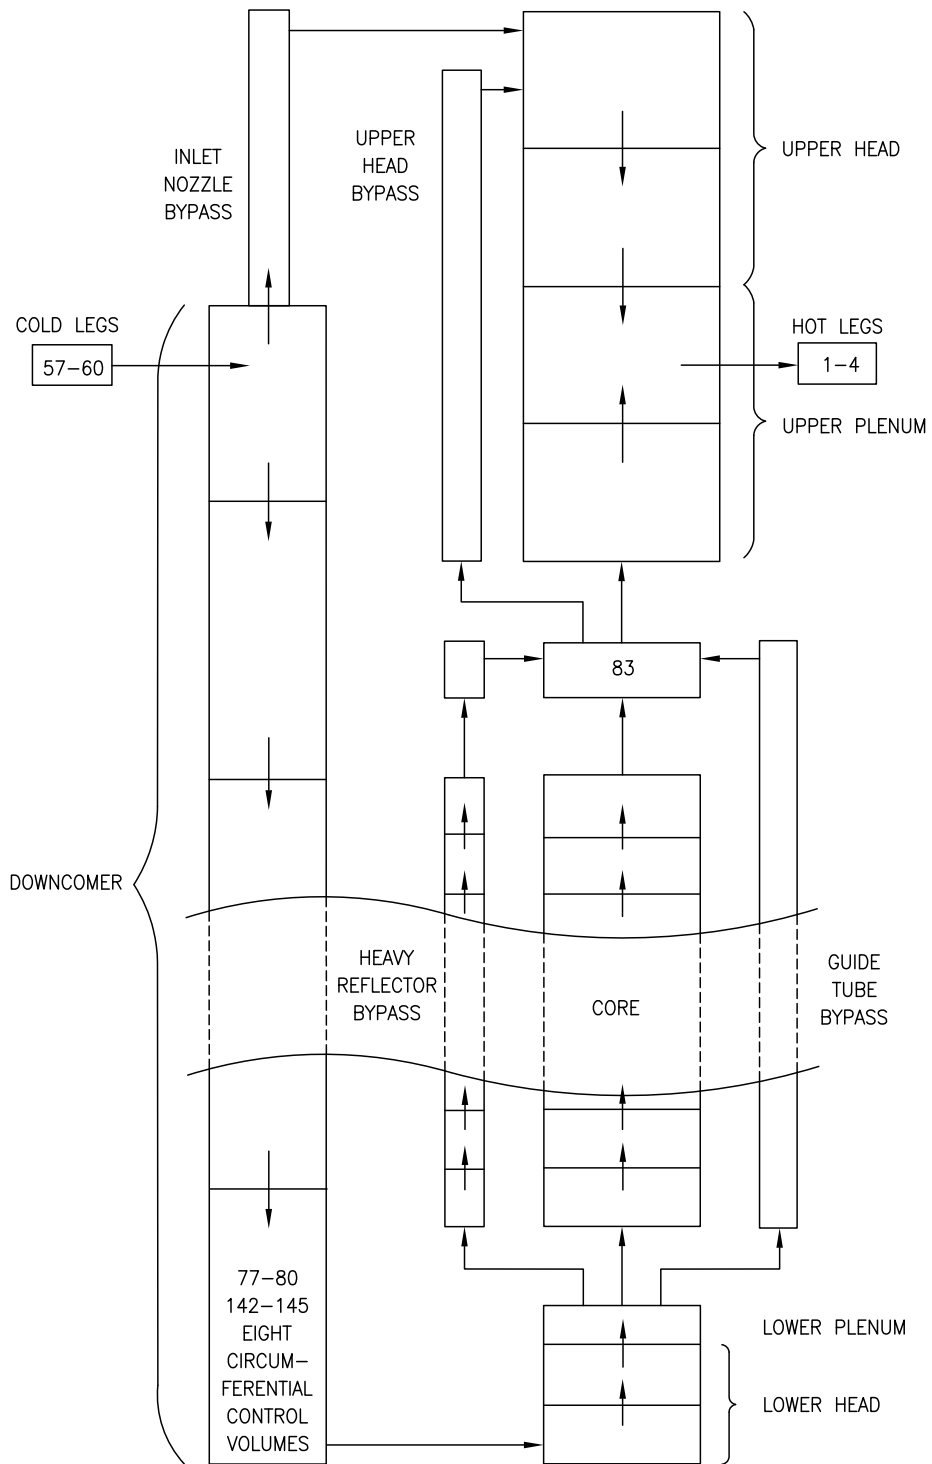 INLET
NOZZLE
BYPASS
UPPER
HEAD
BYPASS
UPPER HEAD
COLD LEGS
57-60
HOT LEGS
1-4
UPPER PLENUM
83
DOWNCOMER
HEAVY
REFLECTOR
BYPASS
CORE
GUIDE
TUBE
BYPASS
77-80
142-145
EIGHT
CIRCUM-
FERENTIAL
CONTROL
VOLUMES
LOWER PLENUM
LOWER HEAD